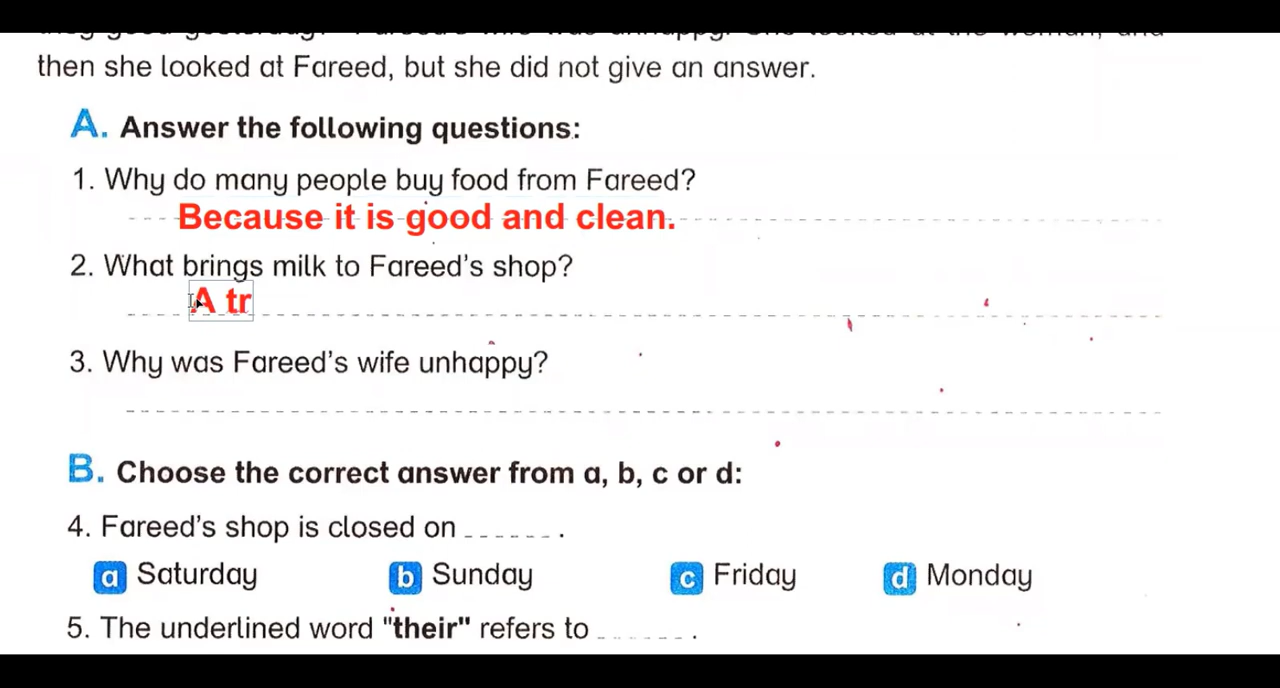 then she looked at Fareed, but she did not give an answer.
A. Answer the following questions:
1. Why do many people buy food from Fareed?
Because it is good and clean.
2. What brings milk to Fareed's shop?
A tr
3. Why was Fareed's wife unhappy?
B. Choose the correct answer from a, b, c or d:
4. Fareed's shop is closed on ______ .
a Saturday b Sunday c Friday d Monday
5. The underlined word "their" refers to ______ .